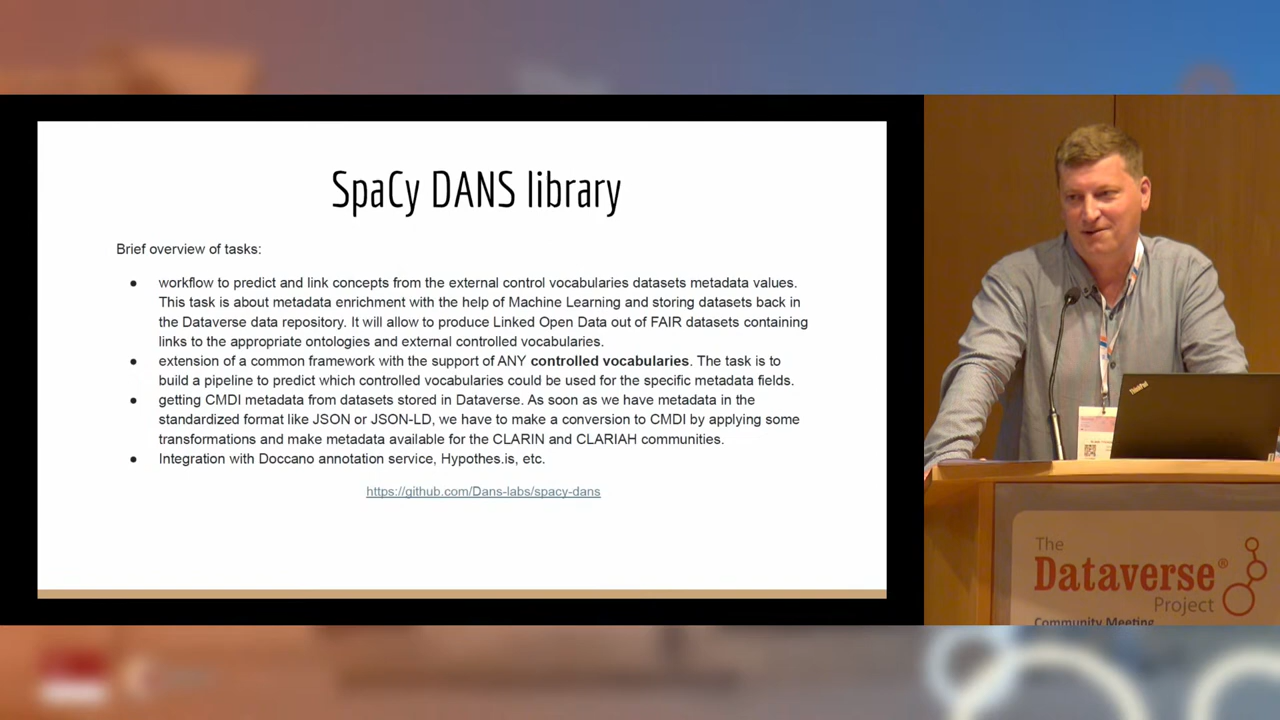 SpaCy DANS library
Brief overview of tasks:
● workflow to predict and link concepts from the external control vocabularies datasets metadata values.
This task is about metadata enrichment with the help of Machine Learning and storing datasets back in
the Dataverse data repository. It will allow to produce Linked Open Data out of FAIR datasets containing
links to the appropriate ontologies and external controlled vocabularies.
● extension of a common framework with the support of ANY controlled vocabularies. The task is to
build a pipeline to predict which controlled vocabularies could be used for the specific metadata fields.
● getting CMDI metadata from datasets stored in Dataverse. As soon as we have metadata in the
standardized format like JSON or JSON-LD, we have to make a conversion to CMDI by applying some
transformations and make metadata available for the CLARIN and CLARIAH communities.
● Integration with Doccano annotation service, Hypothes.is, etc.
https://github.com/Dans-labs/spacy-dans
ThinkPad
The
Dataverse®
Project
Community Meeting